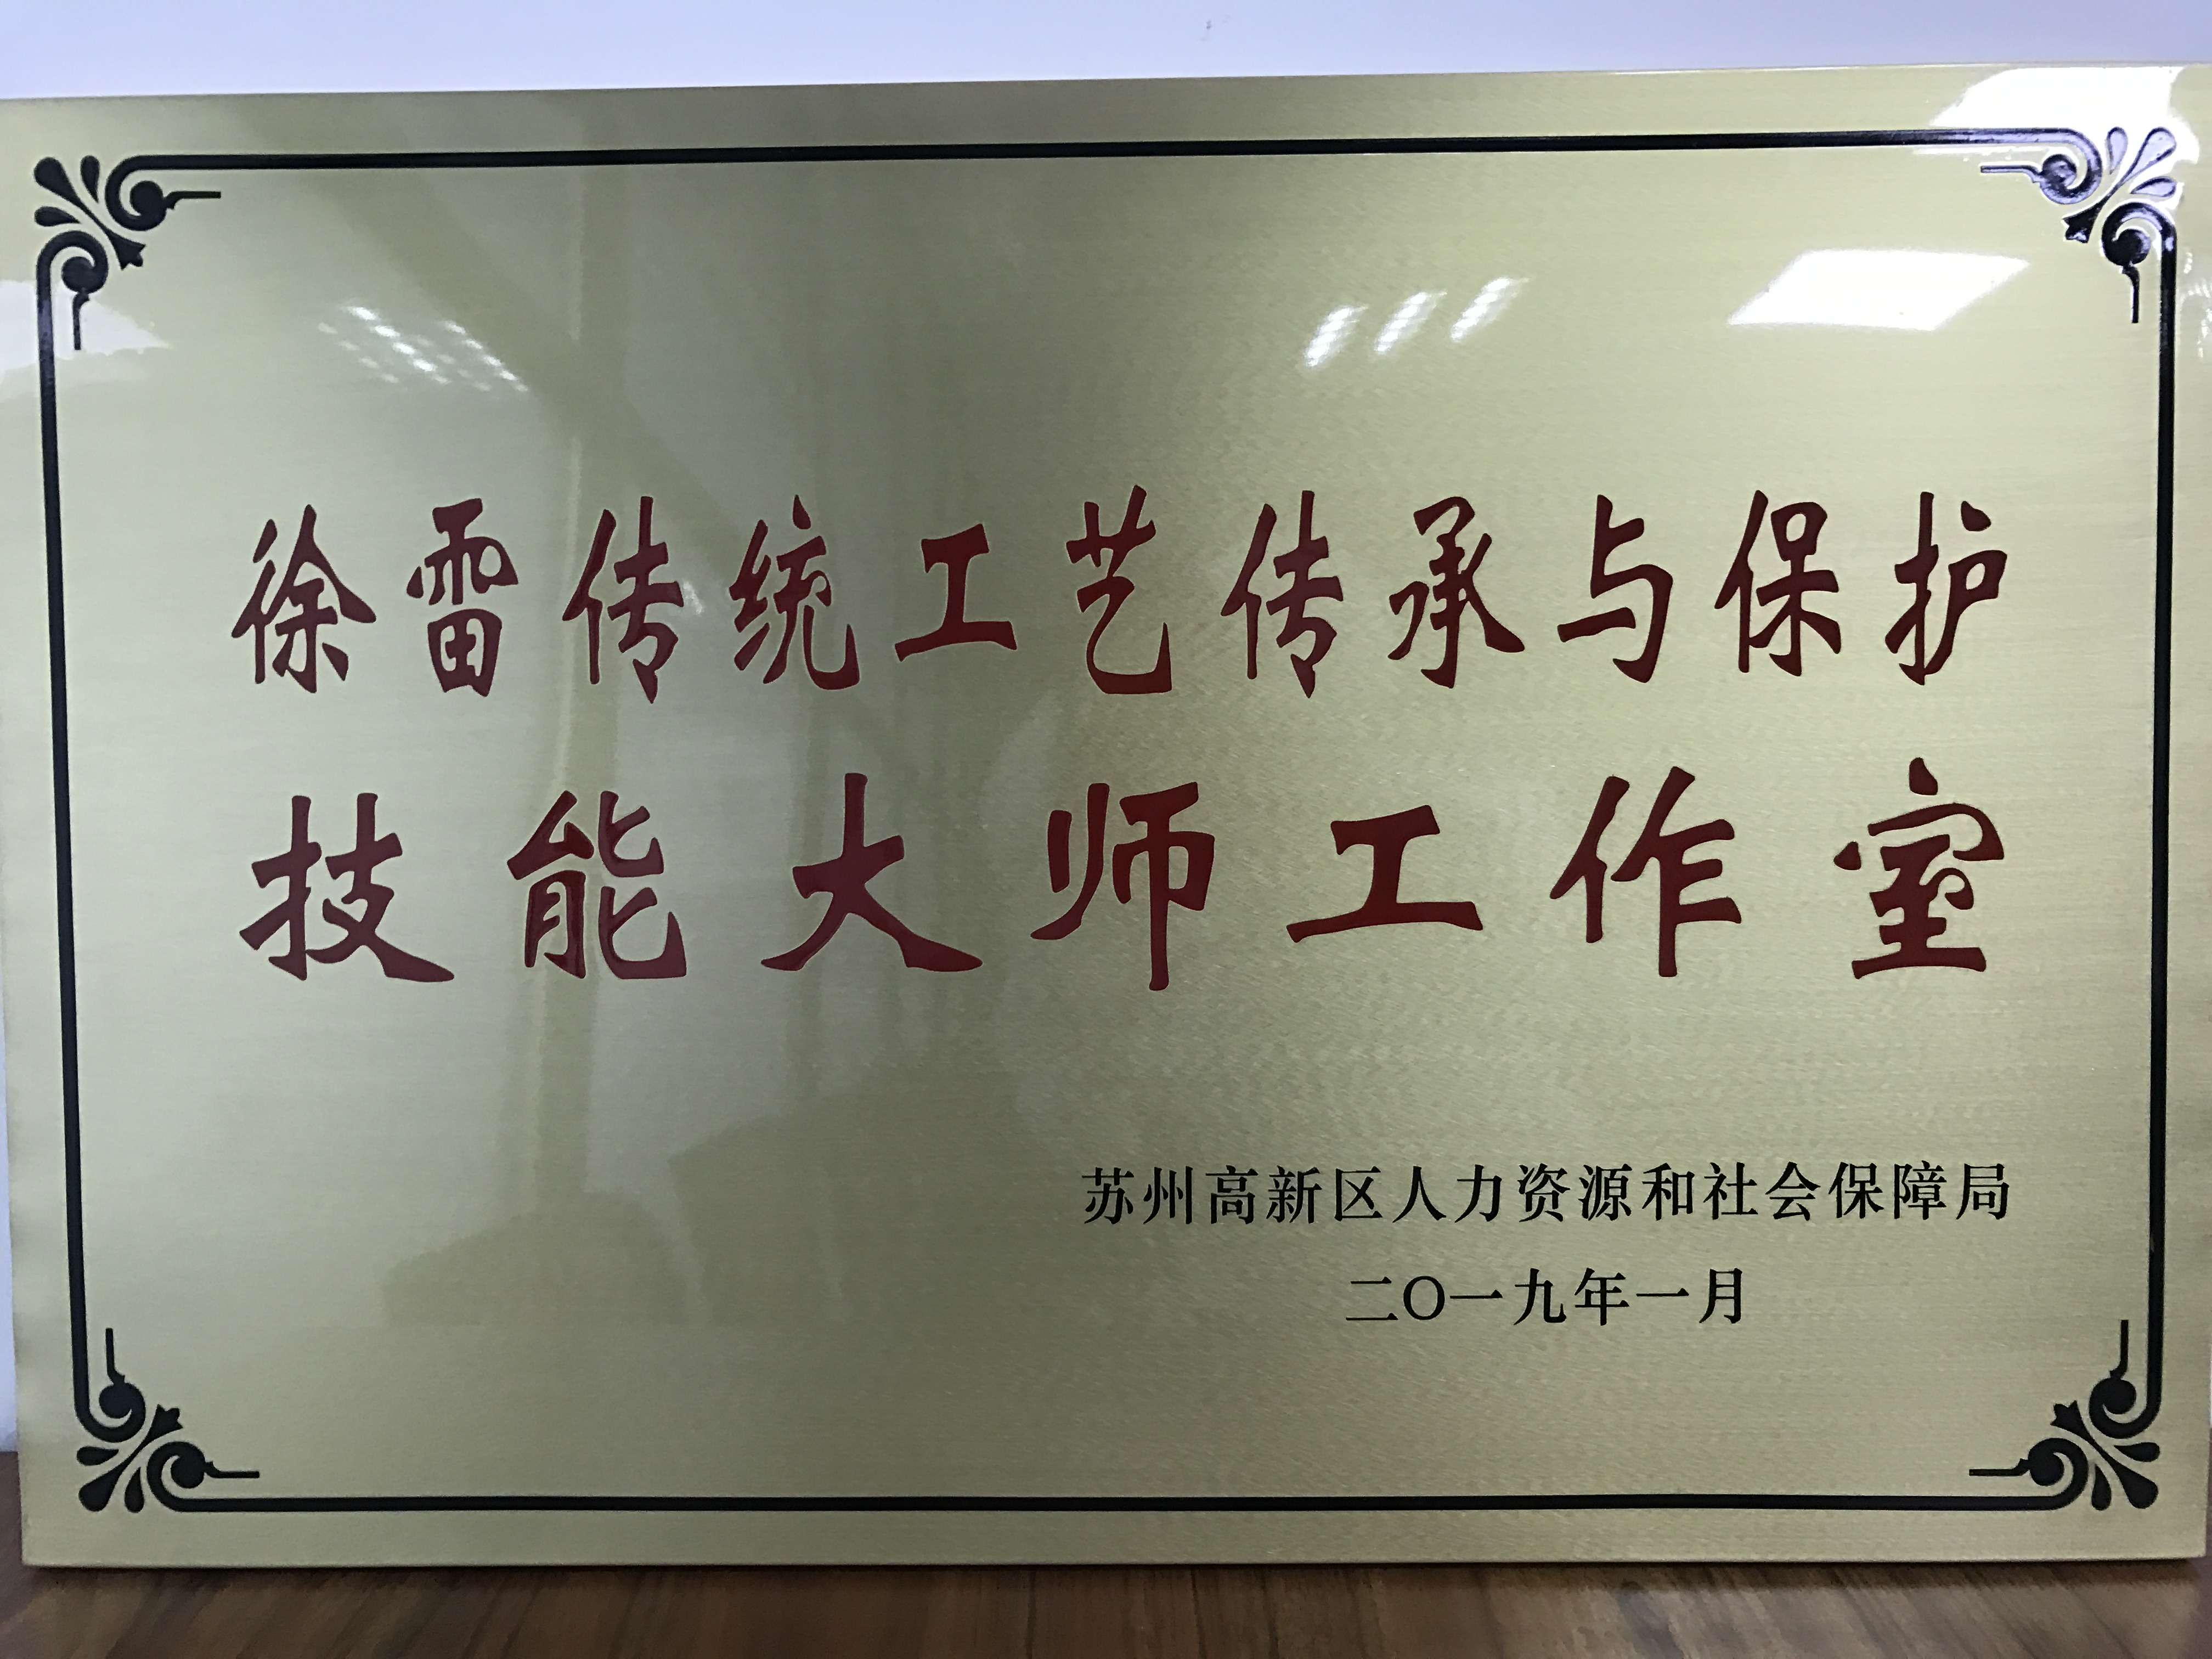 徐雷传统工艺传承与保护
技能大师工作室
苏州高新区人力资源和社会保障局
二〇一九年一月